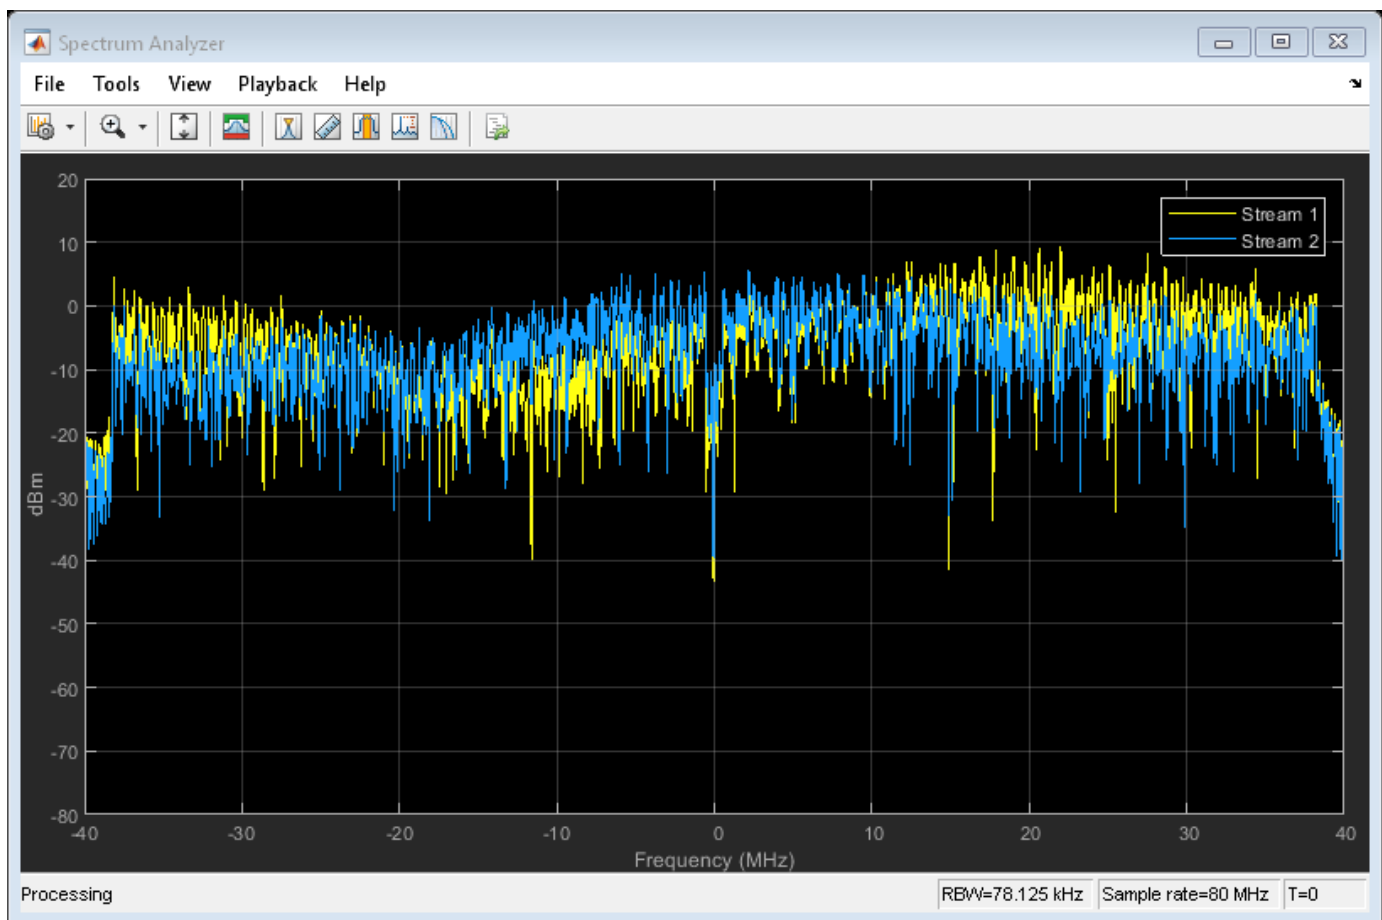 Spectrum Analyzer
File Tools View Playback Help
20
10
0
-10
-20
-30
-40
-50
-60
-70
-80
dBm
Stream 1
Stream 2
-40 -30 -20 -10 0 10 20 30 40
Frequency (MHz)
Processing RBW=78.125 kHz Sample rate=80 MHz T=0